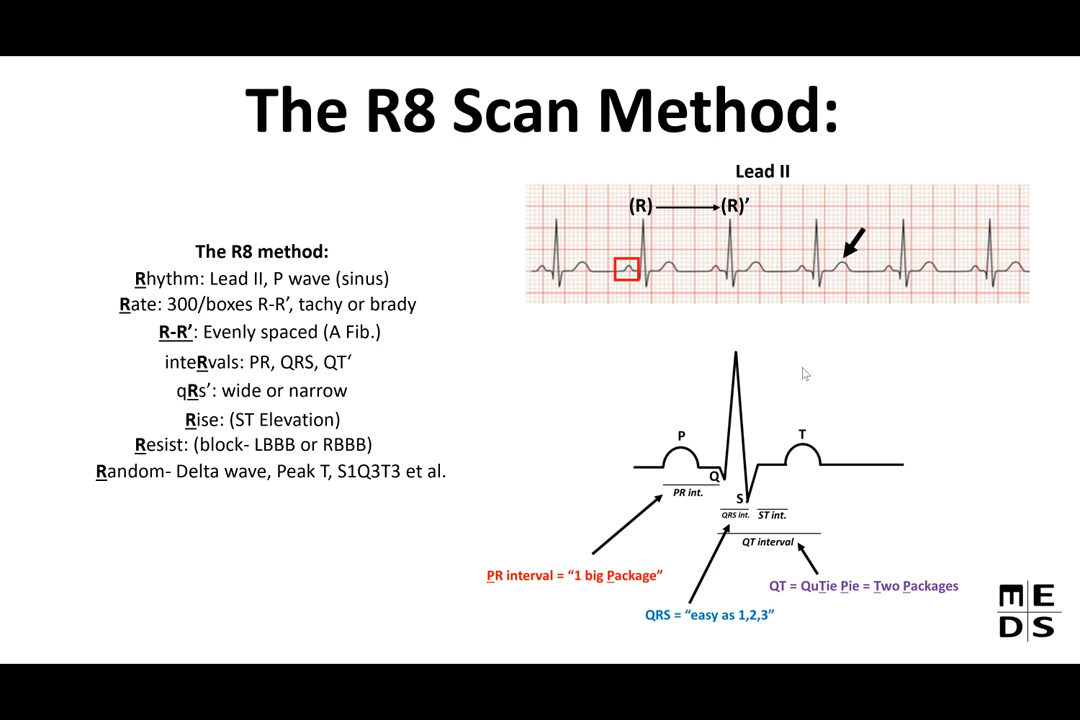 The R8 Scan Method:
Lead II
(R) (R)’
The R8 method:
Rhythm: Lead II, P wave (sinus)
Rate: 300/boxes R-R’, tachy or brady
R-R’: Evenly spaced (A Fib.)
inteRvals: PR, QRS, QT‘
qRs’: wide or narrow
Rise: (ST Elevation)
Resist: (block- LBBB or RBBB)
Random- Delta wave, Peak T, S1Q3T3 et al.
P
T
Q
S
PR int.
QRS int.
ST int.
QT interval
PR interval = “1 big Package”
QT = QuTie Pie = Two Packages
QRS = “easy as 1,2,3”
ME
DS